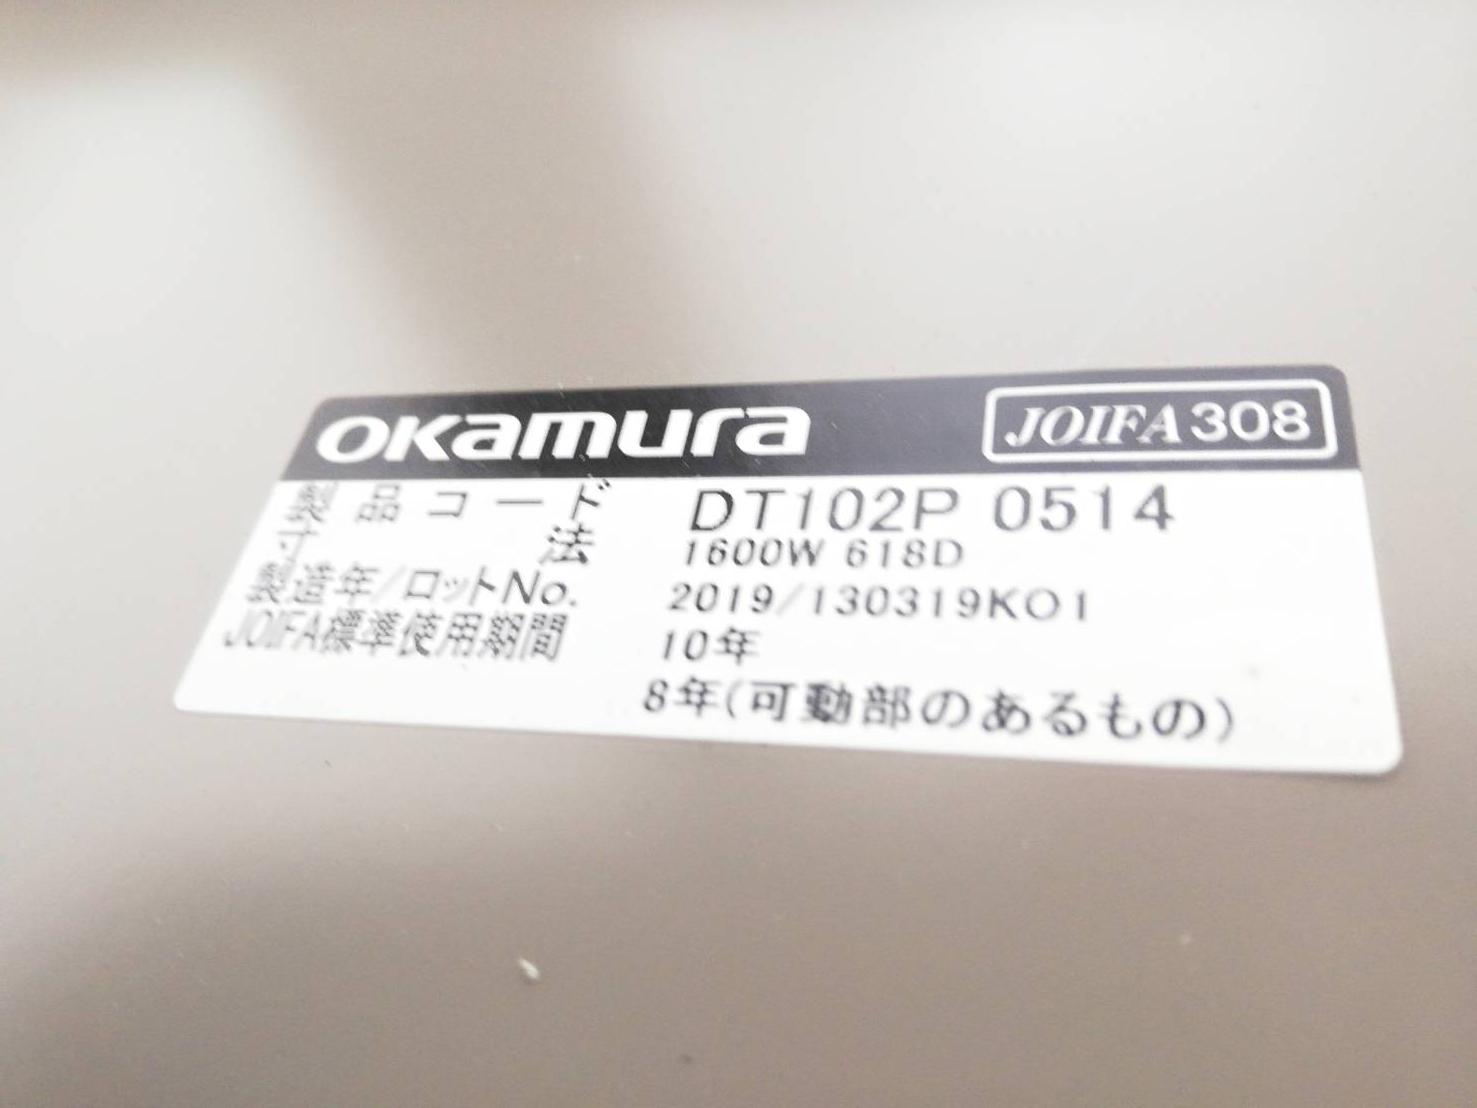 okamura JOIFA308
製品コード DT102P 0514
寸法 1600W 618D
製造年/ロットNo. 2019/130319KO1
JOIFA標準使用期間 10年
8年(可動部のあるもの)